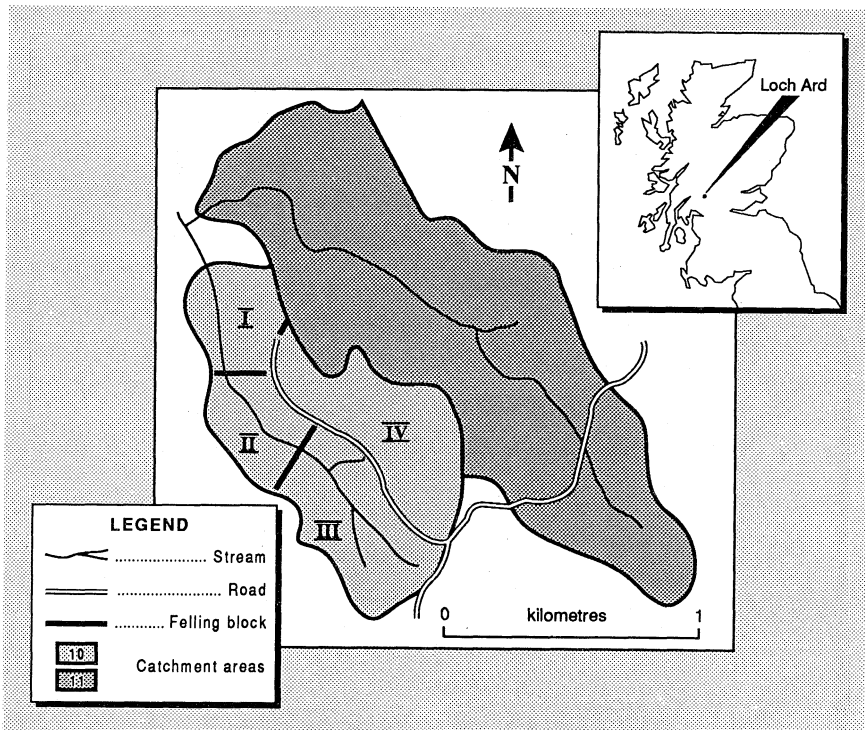 Loch Ard
N
I
II
IV
III
LEGEND
...................... Stream
..................... Road
........... Felling block
10
11
Catchment areas
0 kilometres 1